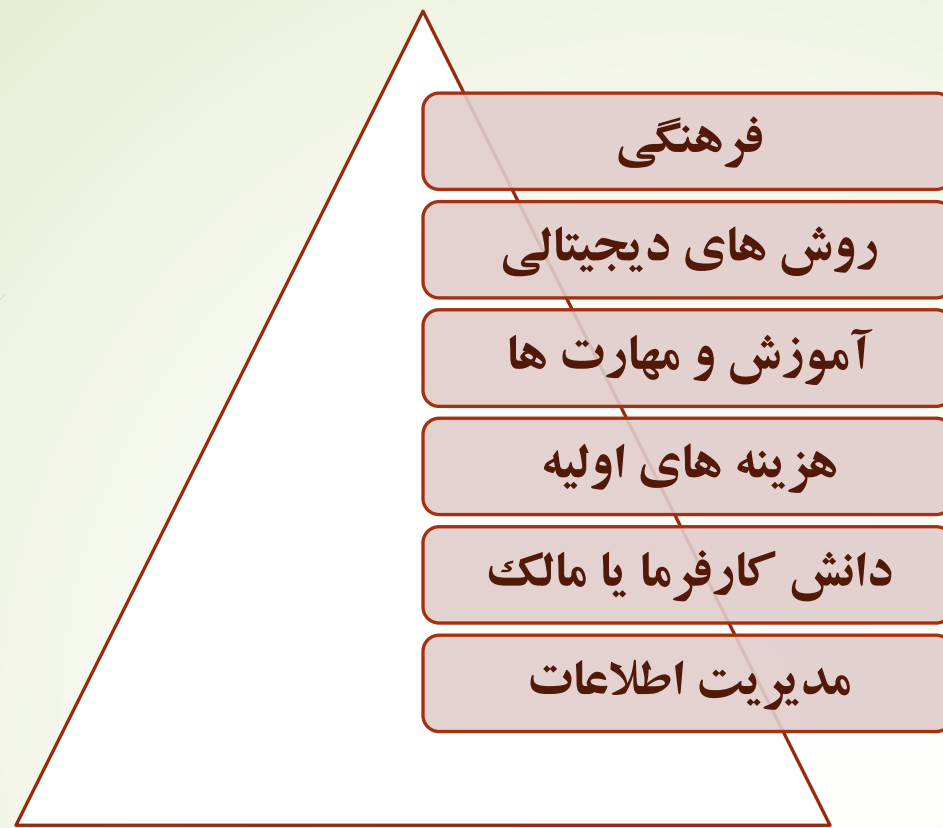 فرهنگی
روش های دیجیتالی
آموزش و مهارت ها
هزینه های اولیه
دانش کارفرما یا مالک
مدیریت اطلاعات